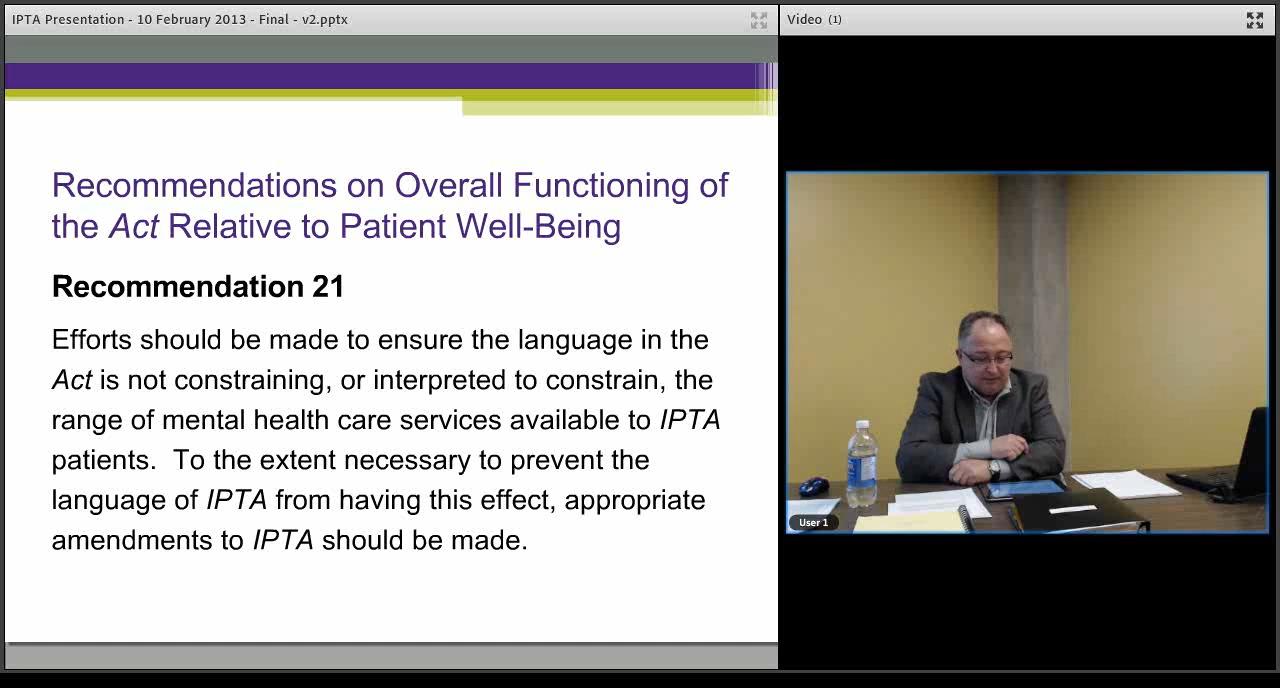 IPTA Presentation - 10 February 2013 - Final - v2.pptx
Video (1)
Recommendations on Overall Functioning of
the Act Relative to Patient Well-Being
Recommendation 21
Efforts should be made to ensure the language in the
Act is not constraining, or interpreted to constrain, the
range of mental health care services available to IPTA
patients.  To the extent necessary to prevent the
language of IPTA from having this effect, appropriate
amendments to IPTA should be made.
User 1